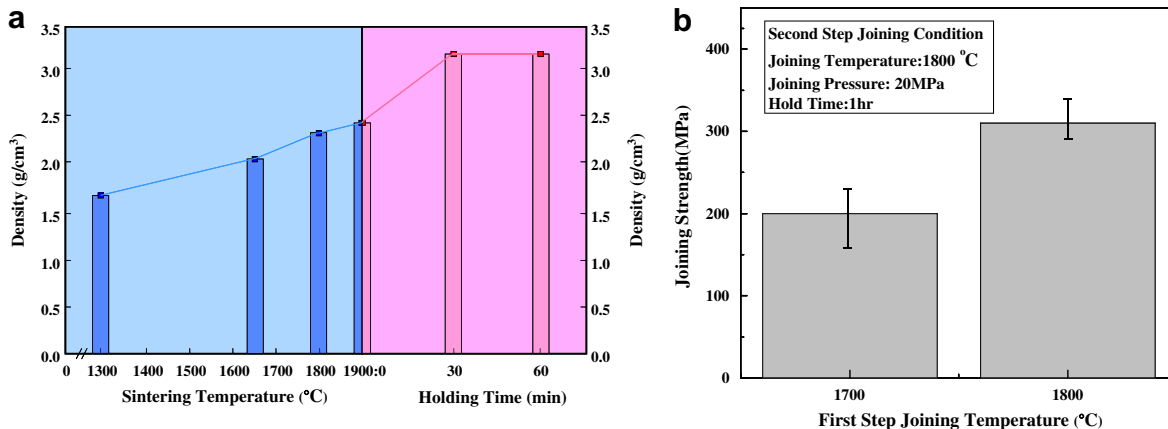 a
3.5
3.0
2.5
2.0
1.5
1.0
0.5
0.0
Density (g/cm³)
0 1300 1400 1500 1600 1700 1800 1900:0 30 60
Sintering Temperature (°C) Holding Time (min)
3.5
3.0
2.5
2.0
1.5
1.0
0.5
0.0
Density (g/cm³)
b
Second Step Joining Condition
Joining Temperature:1800 °C
Joining Pressure: 20MPa
Hold Time:1hr
400
300
200
100
0
Joining Strength(MPa)
1700 1800
First Step Joining Temperature (°C)